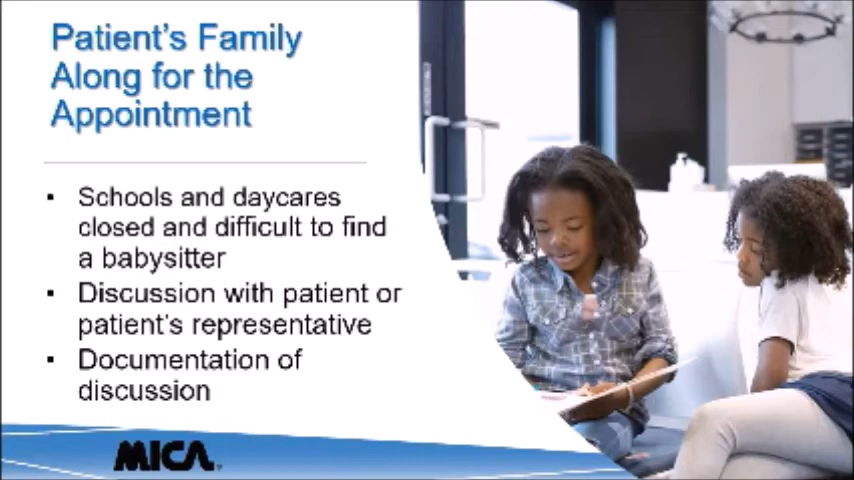 Patient's Family
Along for the
Appointment
▪ Schools and daycares
closed and difficult to find
a babysitter
▪ Discussion with patient or
patient's representative
▪ Documentation of
discussion
MICA